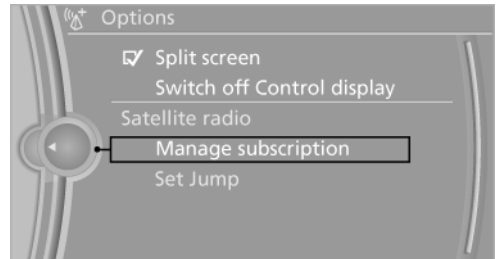 Options
Split screen
Switch off Control display
Satellite radio
Manage subscription
Set Jump